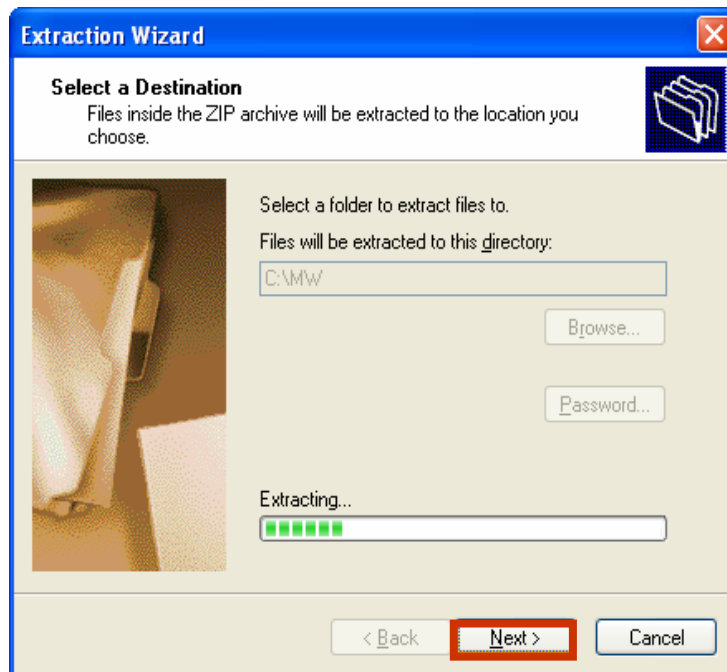 Extraction Wizard
Select a Destination
Files inside the ZIP archive will be extracted to the location you
choose.
Select a folder to extract files to.
Files will be extracted to this directory:
C:\MW
Browse...
Password...
Extracting...
< Back
Next >
Cancel